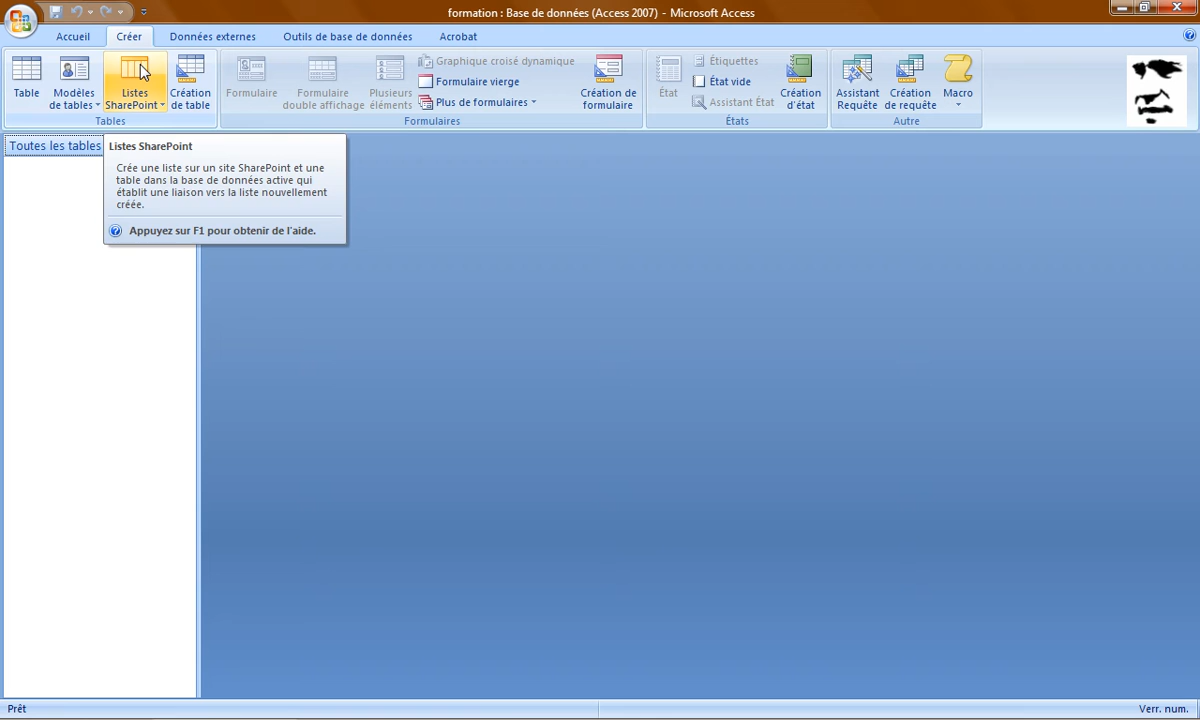 formation : Base de données (Access 2007) - Microsoft Access
Accueil
Créer
Données externes
Outils de base de données
Acrobat
Table
Modèles
de tables
Listes
SharePoint
Création
de table
Tables
Formulaire
Formulaire
double affichage
Plusieurs
éléments
Graphique croisé dynamique
Formulaire vierge
Plus de formulaires
Création de
formulaire
Formulaires
État
Étiquettes
État vide
Assistant État
Création
d'état
États
Assistant
Requête
Création
de requête
Macro
Autre
Toutes les tables
Listes SharePoint
Crée une liste sur un site SharePoint et une
table dans la base de données active qui
établit une liaison vers la liste nouvellement
créée.
Appuyez sur F1 pour obtenir de l'aide.
Prêt
Verr. num.